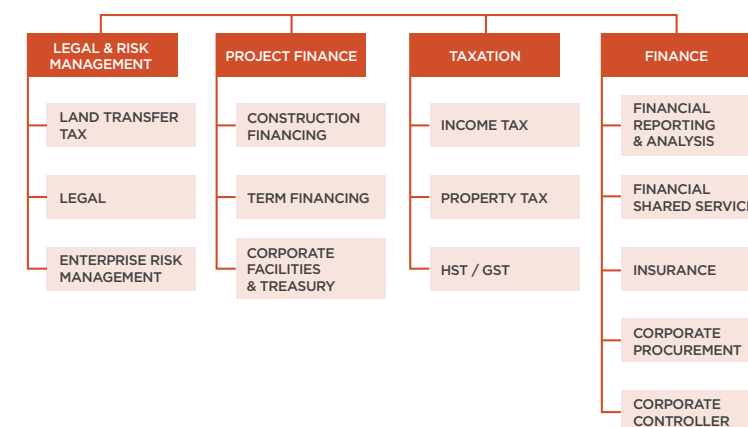 LEGAL & RISK
MANAGEMENT
LAND TRANSFER
TAX
LEGAL
ENTERPRISE RISK
MANAGEMENT
PROJECT FINANCE
CONSTRUCTION
FINANCING
TERM FINANCING
CORPORATE
FACILITIES
& TREASURY
TAXATION
INCOME TAX
PROPERTY TAX
HST / GST
FINANCE
FINANCIAL
REPORTING
& ANALYSIS
FINANCIAL
SHARED
INSURANCE
CORPORATE
PROCUREMENT
CORPORATE
CONTROLLER